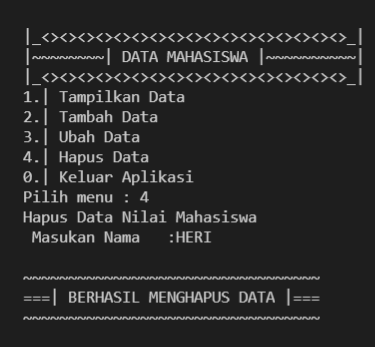 |_<><><><><><><><><><><><><><><><><>_|
|~~~~~~~~| DATA MAHASISWA |~~~~~~~~~~|
|_<><><><><><><><><><><><><><><><><>_|
1.| Tampilkan Data
2.| Tambah Data
3.| Ubah Data
4.| Hapus Data
0.| Keluar Aplikasi
Pilih menu : 4
Hapus Data Nilai Mahasiswa
 Masukan Nama   :HERI
~~~~~~~~~~~~~~~~~~~~~~~~~~~~~~~~~
===| BERHASIL MENGHAPUS DATA |===
~~~~~~~~~~~~~~~~~~~~~~~~~~~~~~~~~